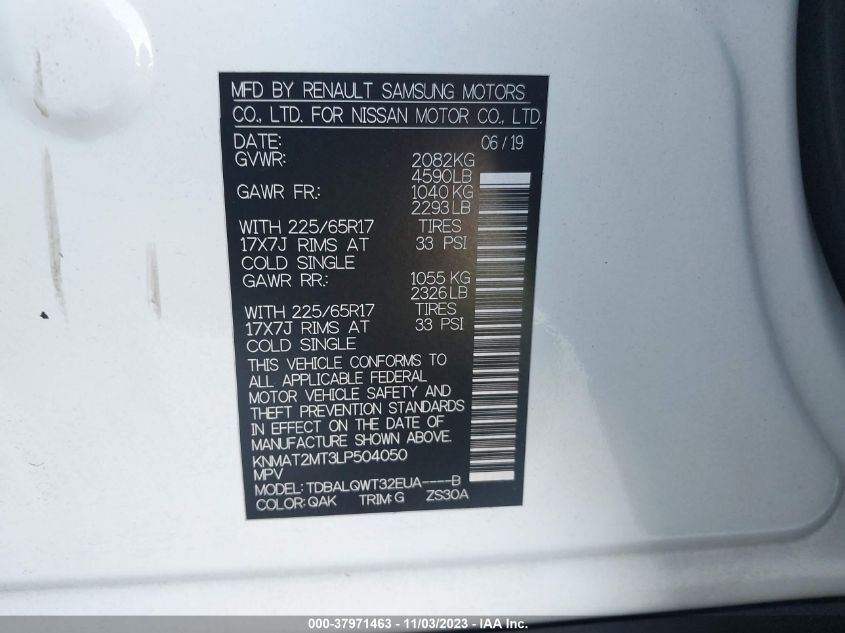 MFD BY RENAULT SAMSUNG MOTORS
CO., LTD. FOR NISSAN MOTOR CO., LTD.
DATE: 06/19
GVWR: 2082KG
4590LB
GAWR FR.: 1040 KG
2293LB
WITH 225/65R17 TIRES
17X7J RIMS AT 33 PSI
COLD SINGLE
GAWR RR.: 1055 KG
2326LB
WITH 225/65R17 TIRES
17X7J RIMS AT 33 PSI
COLD SINGLE
THIS VEHICLE CONFORMS TO
ALL APPLICABLE FEDERAL
MOTOR VEHICLE SAFETY AND
THEFT PREVENTION STANDARDS
IN EFFECT ON THE DATE OF
MANUFACTURE SHOWN ABOVE.
KNMAT2MT3LP504050
MPV
MODEL: TDBALQWT32EUA----B
COLOR: QAK TRIM:G ZS30A
000-37971463 - 11/03/2023 - IAA Inc.